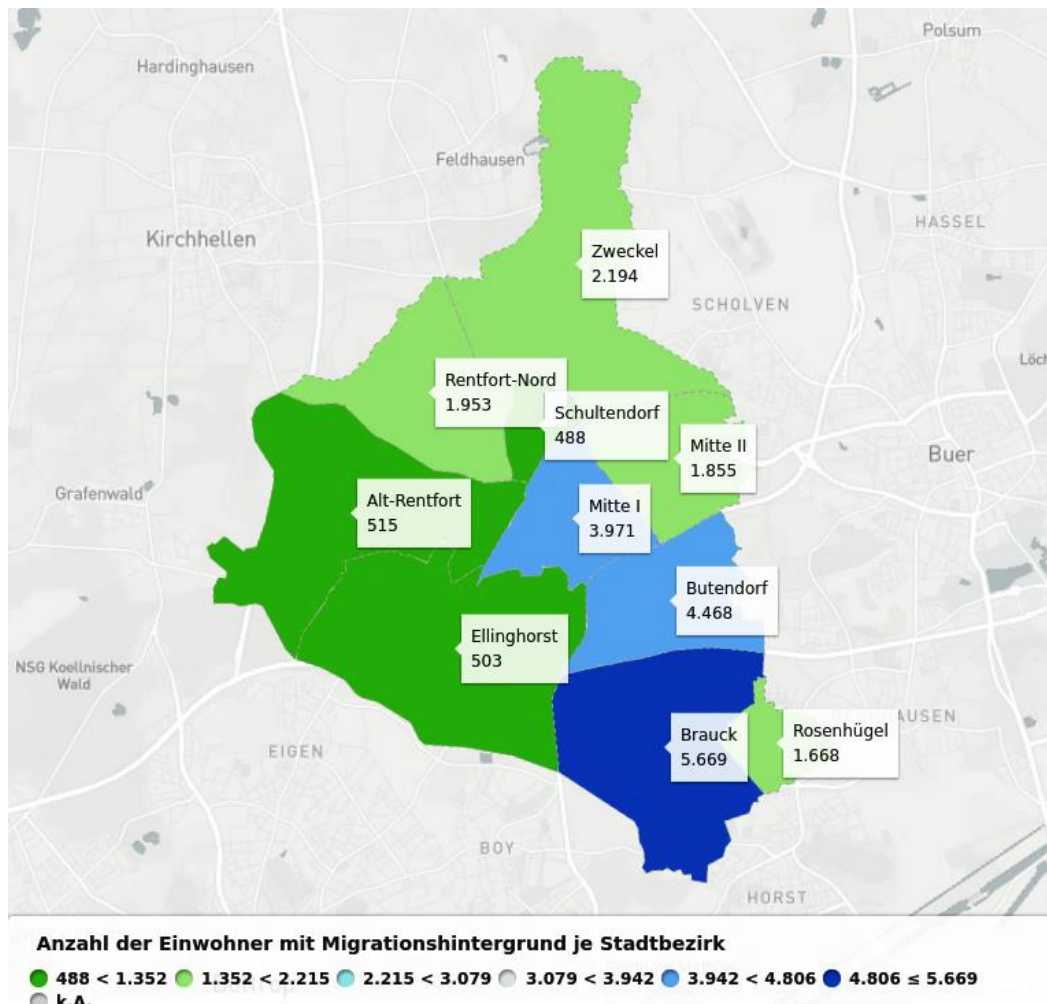 Polsum
Hardinghausen
Feldhausen
HASSEL
Kirchhellen
Zweckel
2.194
SCHOLVEN
Rentfort-Nord
1.953
Schultendorf
488
Mitte II
1.855
Buer
Grafenwald
Alt-Rentfort
515
Mitte I
3.971
Butendorf
4.468
Ellinghorst
503
NSG Koellnischer
Wald
Brauck
5.669
Rosenhügel
1.668
EIGEN
BOY
HORST
Anzahl der Einwohner mit Migrationshintergrund je Stadtbezirk
488 < 1.352 1.352 < 2.215 2.215 < 3.079 3.079 < 3.942 3.942 < 4.806 4.806 ≤ 5.669
k.A.